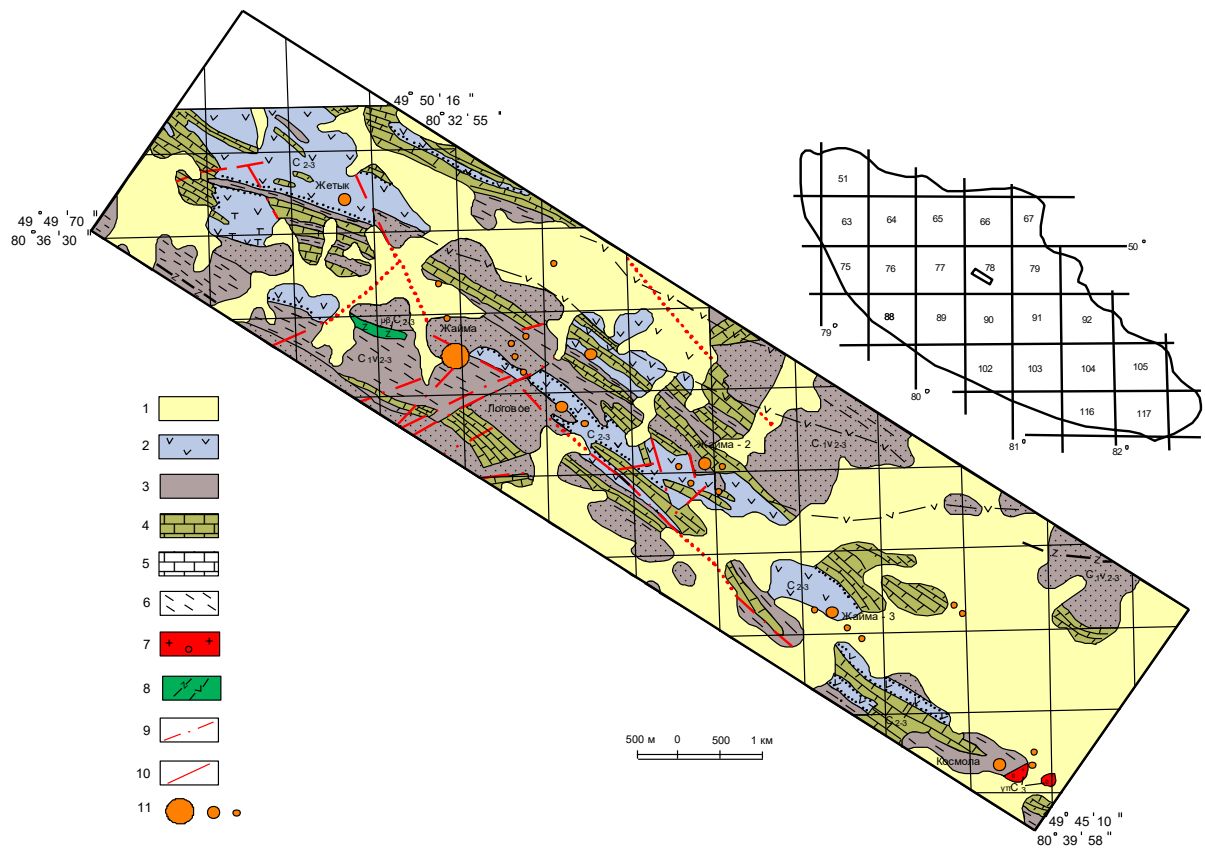 49° 50 ' 16 "
80° 32 ' 55 "
49° 49 ' 70 "
80° 36 ' 30 "
C 2-3
Жетык
C 2-3
Жайма
C 1V 2-3
Логовое
C 2-3
Жайма - 2
C 1V 2-3
C 2-3
Жайма - 3
C 1V 2-3
C 2-3
Космола
C 3
49° 45 ' 10 "
80° 39 ' 58 "
500 м 0 500 1 км
1
2
3
4
5
6
7
8
9
10
11
51
63 64 65 66 67
50°
75 76 77 78 79
88 89 90 91 92
79°
102 103 104 105
80°
116 117
81°
82°